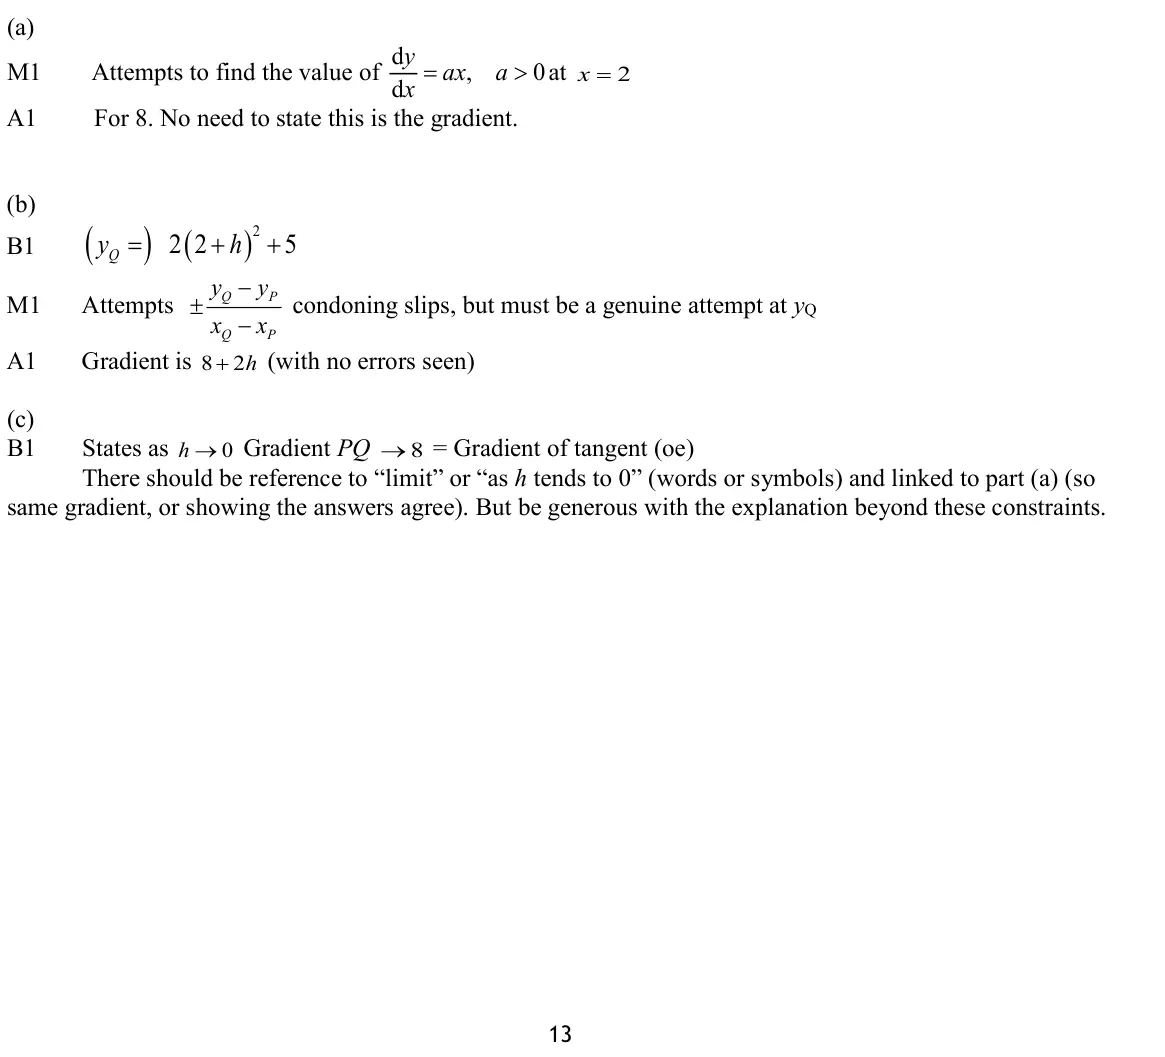 (a)
M1 Attempts to find the value of dy/dx = ax, a > 0 at x = 2
A1 For 8. No need to state this is the gradient.
(b)
B1 (y_Q =) 2(2 + h)² + 5
M1 Attempts ± (y_Q − y_P)/(x_Q − x_P) condoning slips, but must be a genuine attempt at y_Q
A1 Gradient is 8 + 2h (with no errors seen)
(c)
B1 States as h → 0 Gradient PQ → 8 = Gradient of tangent (oe)
There should be reference to “limit” or “as h tends to 0” (words or symbols) and linked to part (a) (so
same gradient, or showing the answers agree). But be generous with the explanation beyond these constraints.
13